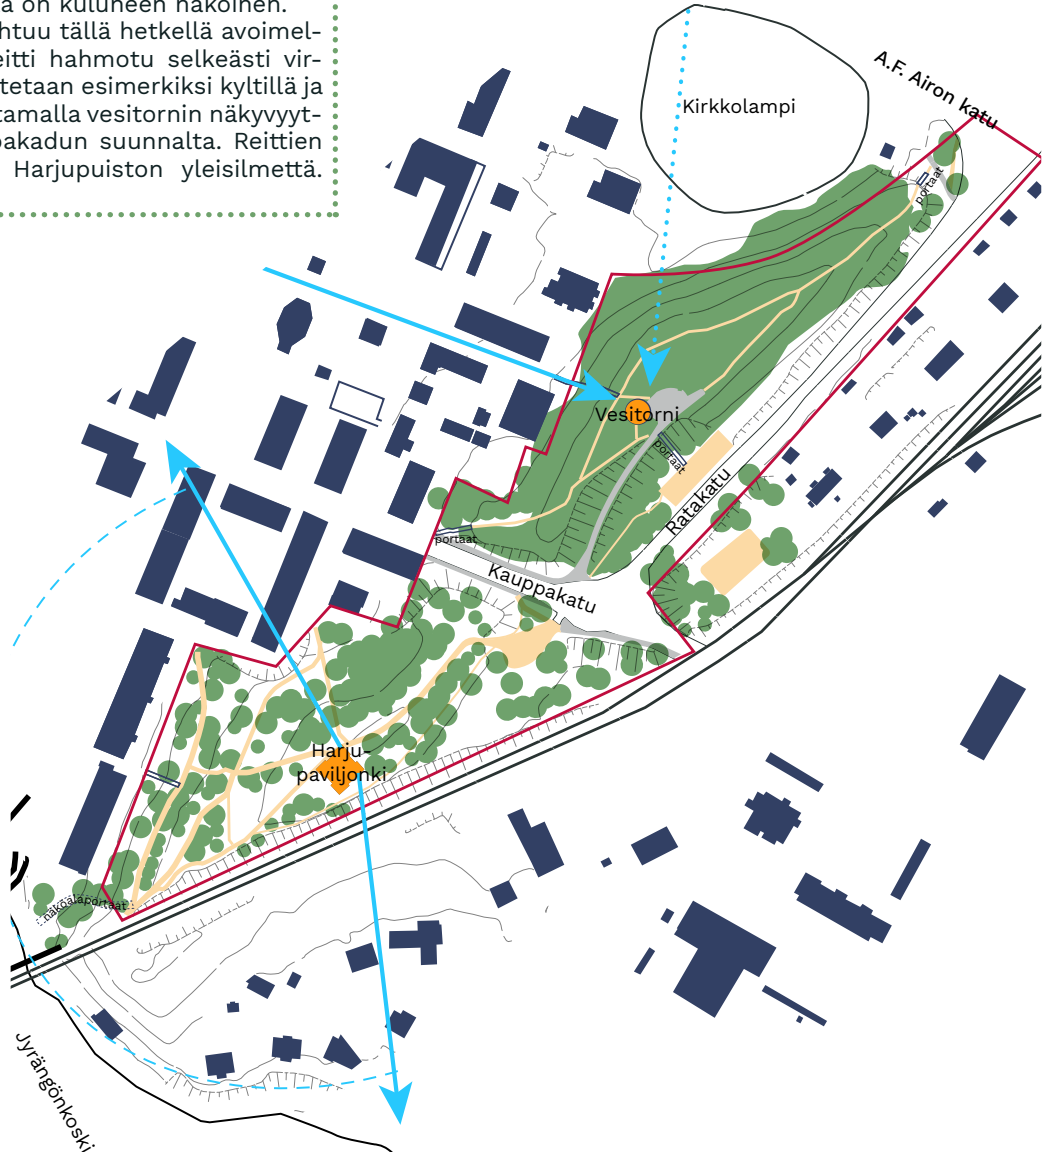 on kuluneen näköinen.
htuu tällä hetkellä avoimel-
eitti hahmotu selkeästi vir-
tetaan esimerkiksi kyltillä ja
tamalla vesitornin näkyvyyt-
pakadun suunnalta. Reittien
Harjupuiston yleisilmettä.
A.F. Airon katu
Kirkkolampi
portaat
Vesitorni
portaat
Ratakatu
portaat
Kauppakatu
Harju-
paviljonki
näköalaportaat
Jyrängönkoski